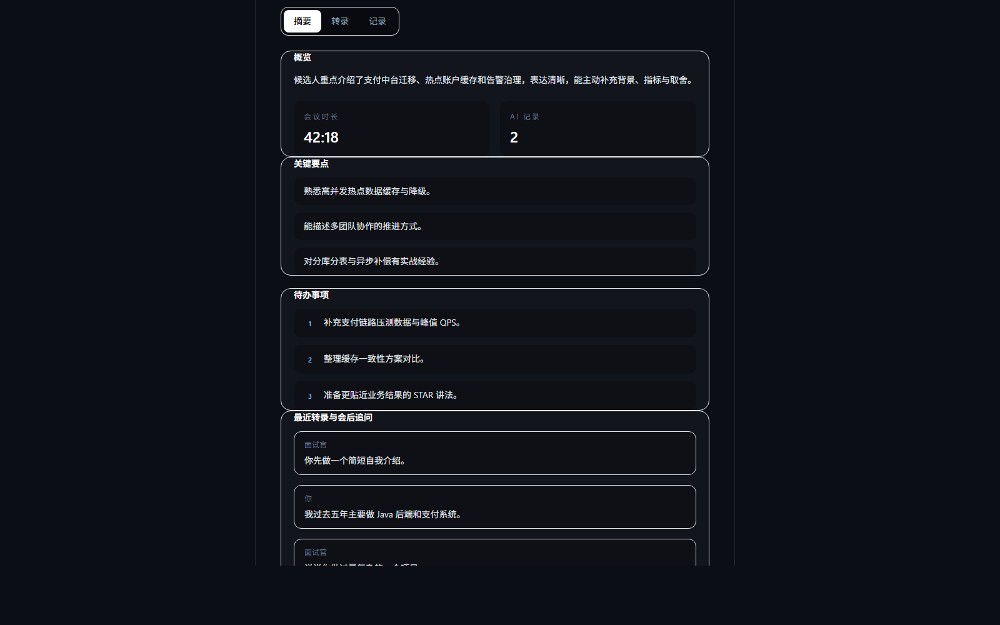 摘要 转录 记录
概览
候选人重点介绍了支付中台迁移、热点账户缓存和告警治理，表达清晰，能主动补充背景、指标与取舍。
会议时长
42:18
AI 记录
2
关键要点
熟悉高并发热点数据缓存与降级。
能描述多团队协作的推进方式。
对分库分表与异步补偿有实战经验。
待办事项
1 补充支付链路压测数据与峰值 QPS。
2 整理缓存一致性方案对比。
3 准备更贴近业务结果的 STAR 讲法。
最近转录与会后追问
面试官
你先做一个简短自我介绍。
你
我过去五年主要做 Java 后端和支付系统。
面试官